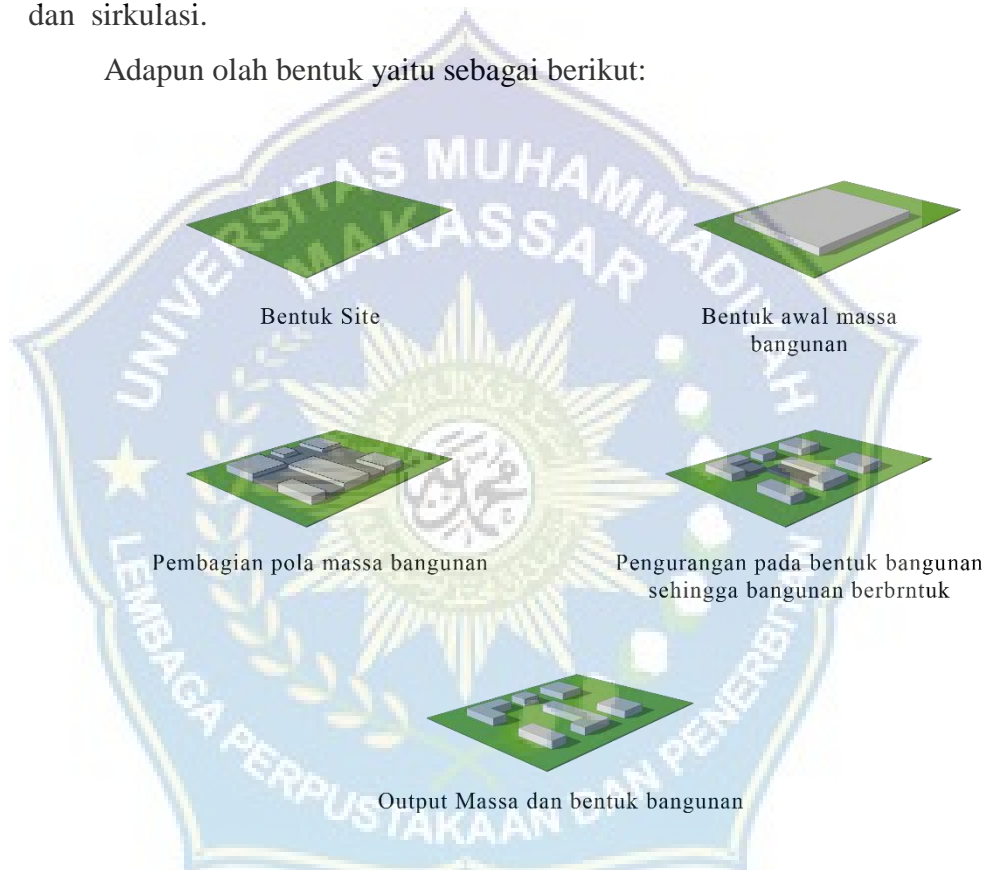 dan sirkulasi.
Adapun olah bentuk yaitu sebagai berikut:
UNIVERSITAS MUHAMMADIYAH
MAKASSAR
Bentuk Site
Bentuk awal massa
bangunan
Pembagian pola massa bangunan
Pengurangan pada bentuk bangunan
sehingga bangunan berbrntuk
Output Massa dan bentuk bangunan
LEMBAGA PERPUSTAKAAN DAN PENERBITAN